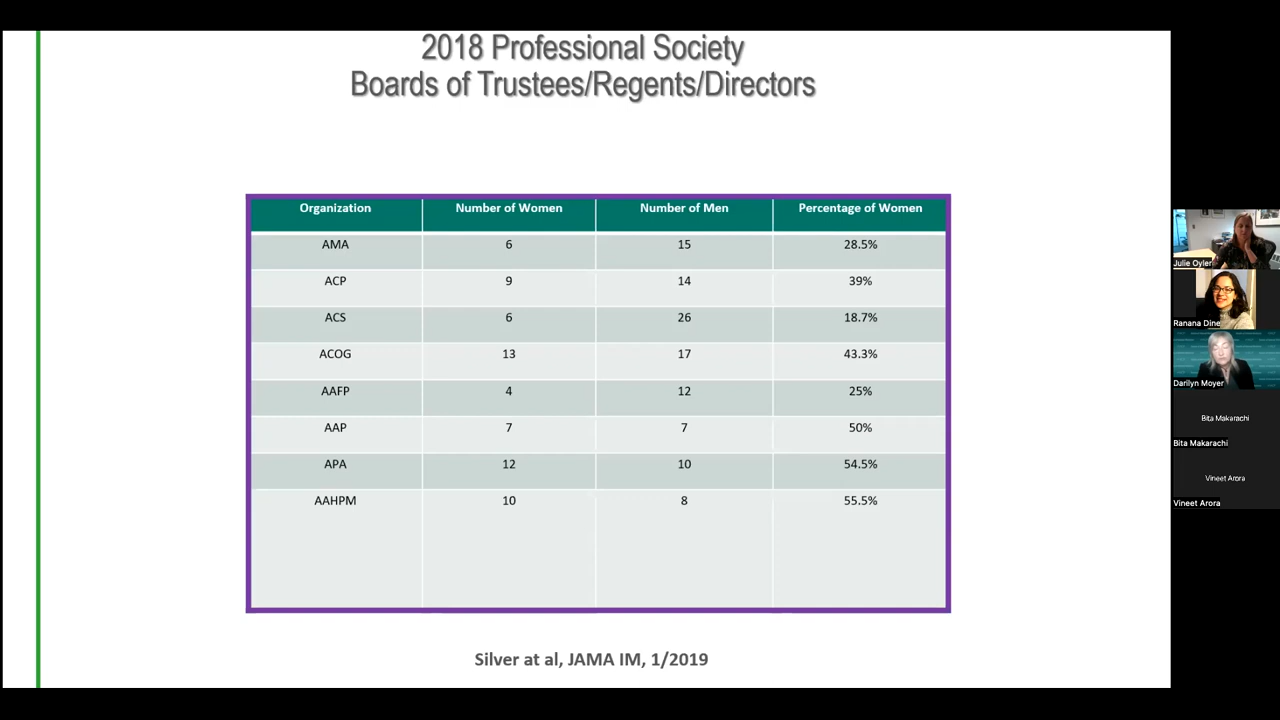 2018 Professional Society
Boards of Trustees/Regents/Directors
Organization Number of Women Number of Men Percentage of Women
AMA 6 15 28.5%
ACP 9 14 39%
ACS 6 26 18.7%
ACOG 13 17 43.3%
AAFP 4 12 25%
AAP 7 7 50%
APA 12 10 54.5%
AAHPM 10 8 55.5%
Silver at al, JAMA IM, 1/2019
Julie Oyler
Ranana Dine
Darilyn Moyer
Bita Makarachi
Bita Makarachi
Vineet Arora
Vineet Arora